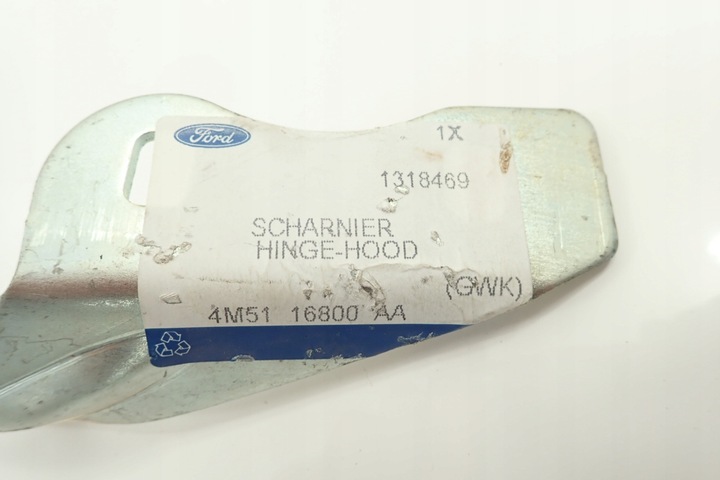 Ford
1X
1318469
SCHARNIER
HINGE-HOOD
(GWK)
4M51 16800 AA